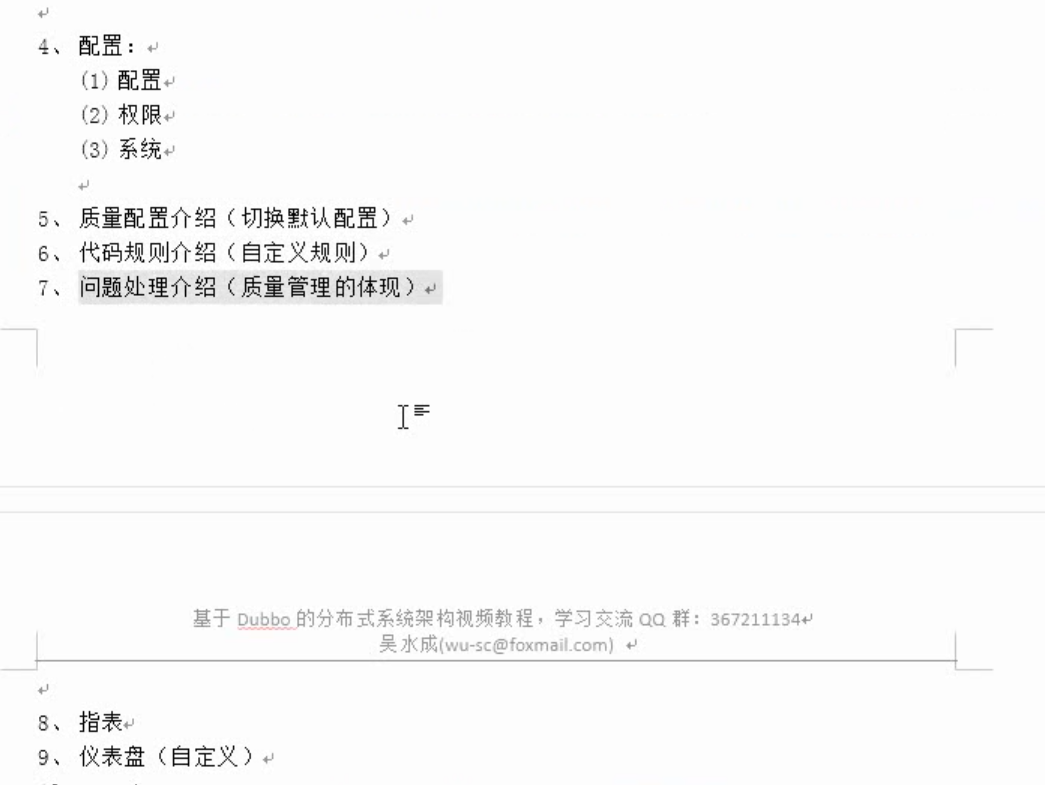 4、 配置：
(1) 配置
(2) 权限
(3) 系统
5、 质量配置介绍（切换默认配置）
6、 代码规则介绍（自定义规则）
7、 问题处理介绍（质量管理的体现）
基于 Dubbo 的分布式系统架构视频教程，学习交流 QQ 群：367211134
吴水成(wu-sc@foxmail.com)
8、 指表
9、 仪表盘（自定义）